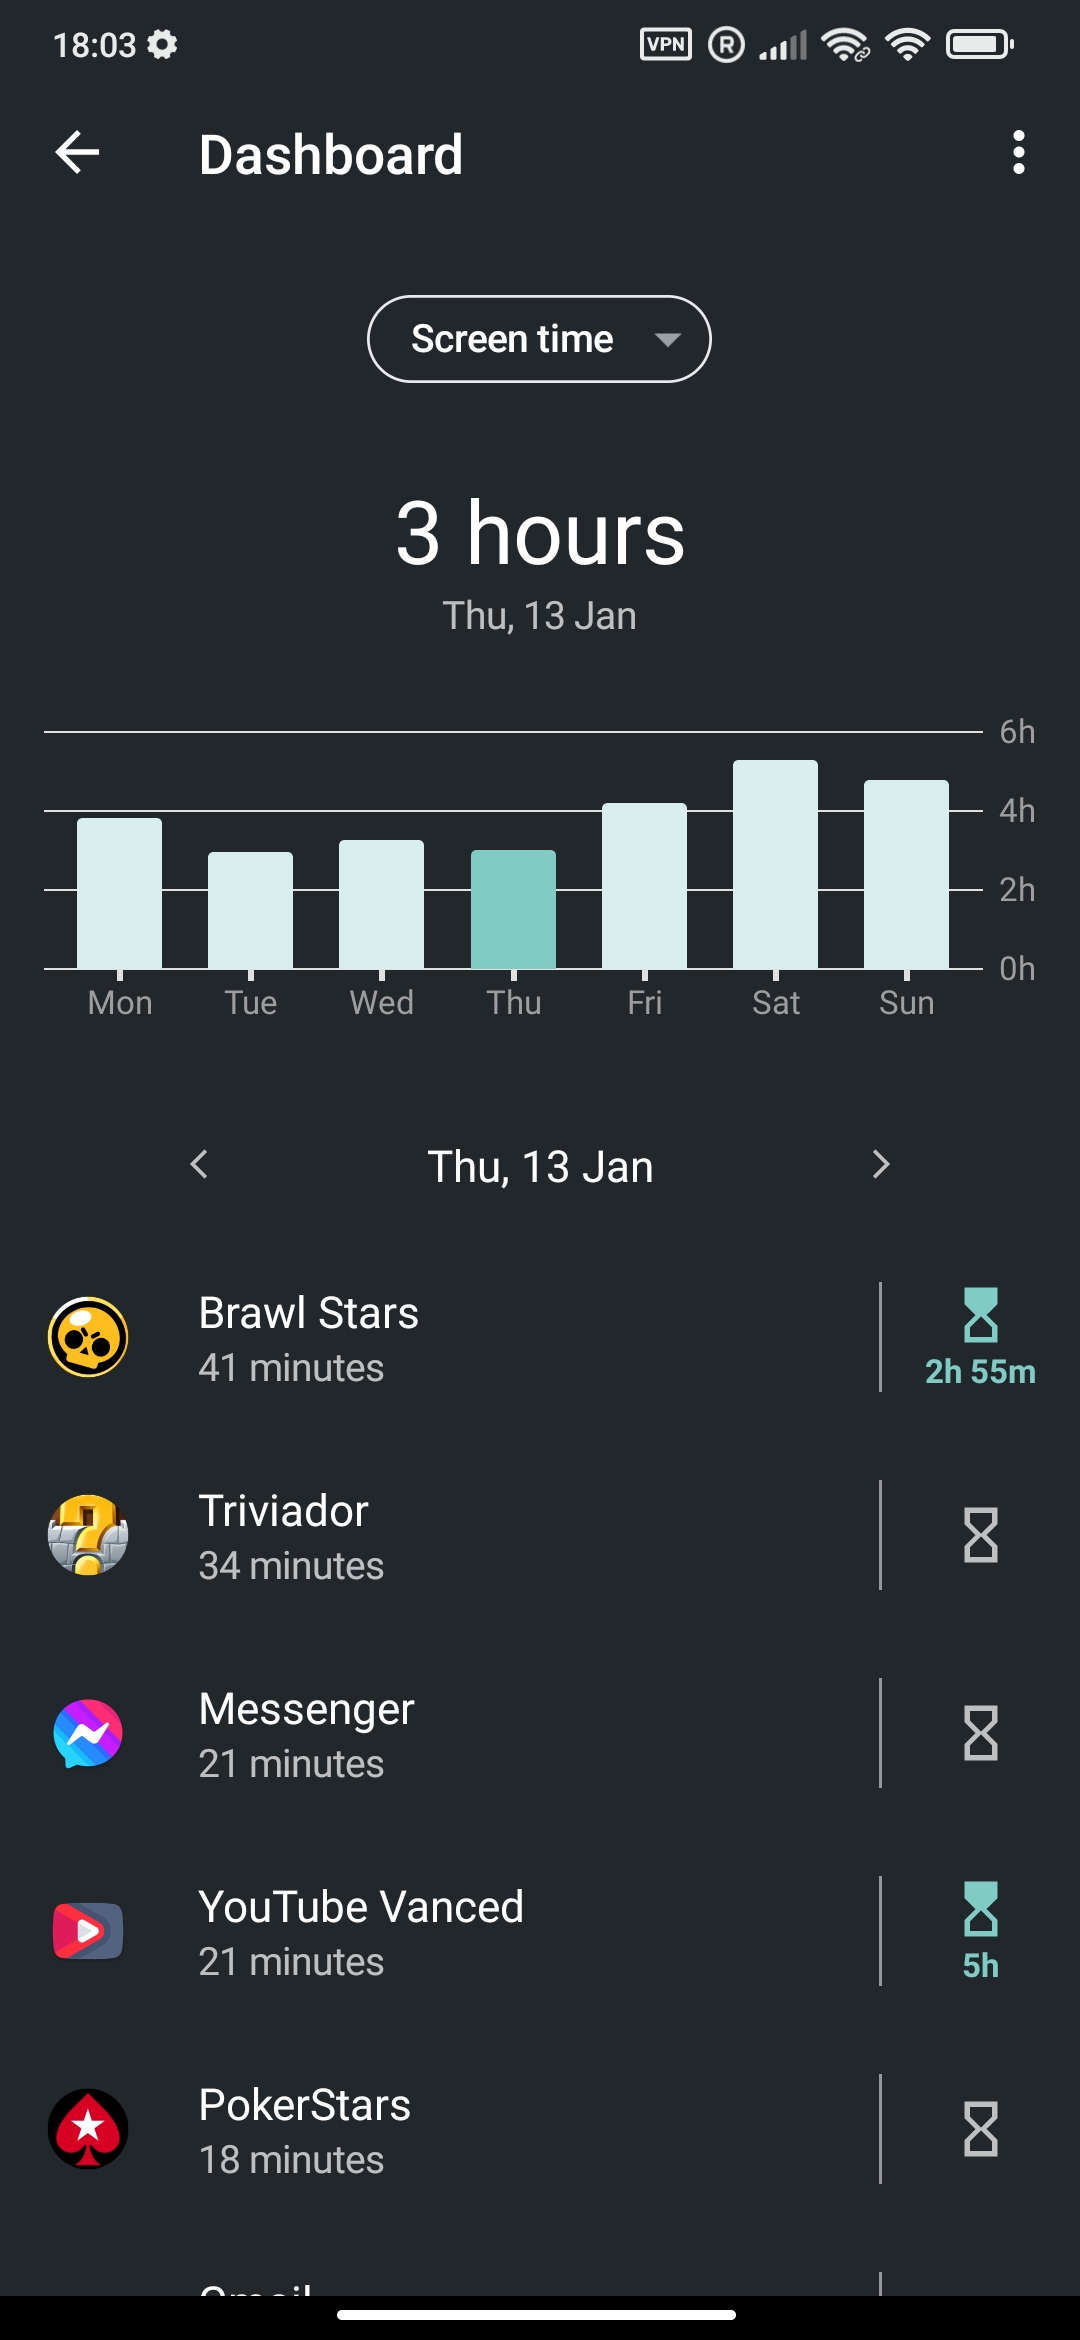 18:03
VPN R
Dashboard
Screen time
3 hours
Thu, 13 Jan
6h
4h
2h
0h
Mon Tue Wed Thu Fri Sat Sun
Thu, 13 Jan
Brawl Stars
41 minutes
2h 55m
Triviador
34 minutes
Messenger
21 minutes
YouTube Vanced
21 minutes
5h
PokerStars
18 minutes
Gmail